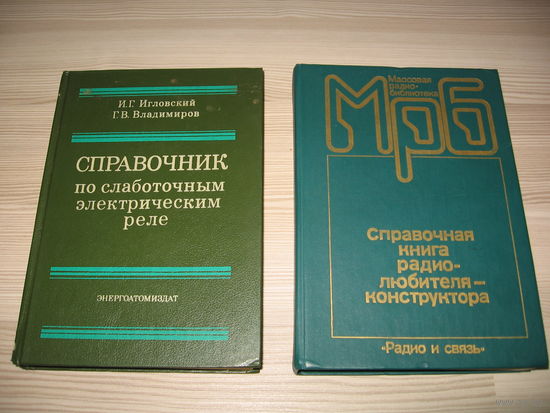 И.Г. Игловский
Г.В. Владимиров
СПРАВОЧНИК
по слаботочным
электрическим
реле
ЭНЕРГОАТОМИЗДАТ
Массовая
радио-
библиотека
МРБ
Справочная
книга
радио-
любителя—
конструктора
«Радио и связь»